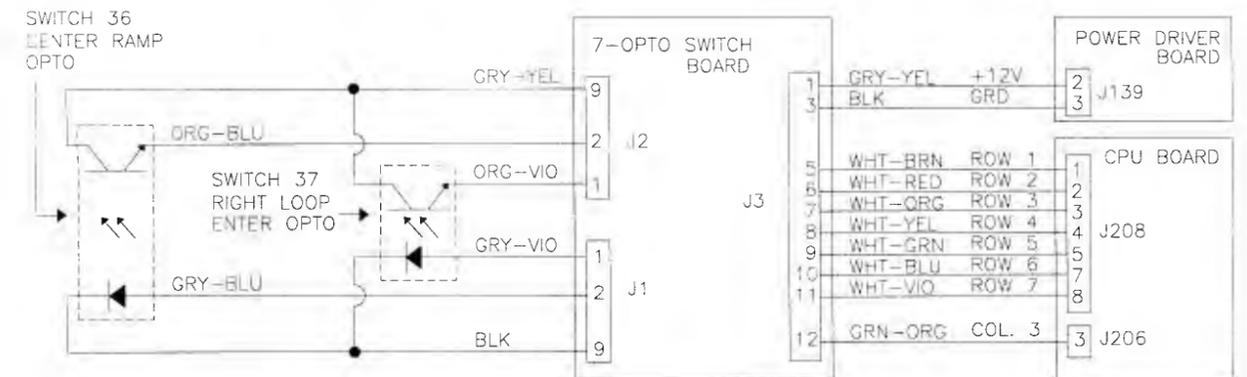 SWITCH 36
CENTER RAMP
OPTO
7-OPTO SWITCH
BOARD
POWER DRIVER
BOARD
GRY-YEL
9
1
GRY-YEL +12V
2
J139
3
BLK GRD
3
ORG-BLU
2
J2
CPU BOARD
SWITCH 37
RIGHT LOOP
ENTER OPTO
ORG-VIO
1
J3
5
WHT-BRN ROW 1
1
6
WHT-RED ROW 2
2
7
WHT-ORG ROW 3
3
8
WHT-YEL ROW 4
4
J208
9
WHT-GRN ROW 5
5
10
WHT-BLU ROW 6
7
11
WHT-VIO ROW 7
8
GRY-VIO
1
GRY-BLU
2
J1
BLK
9
12
GRN-ORG COL. 3
3
J206